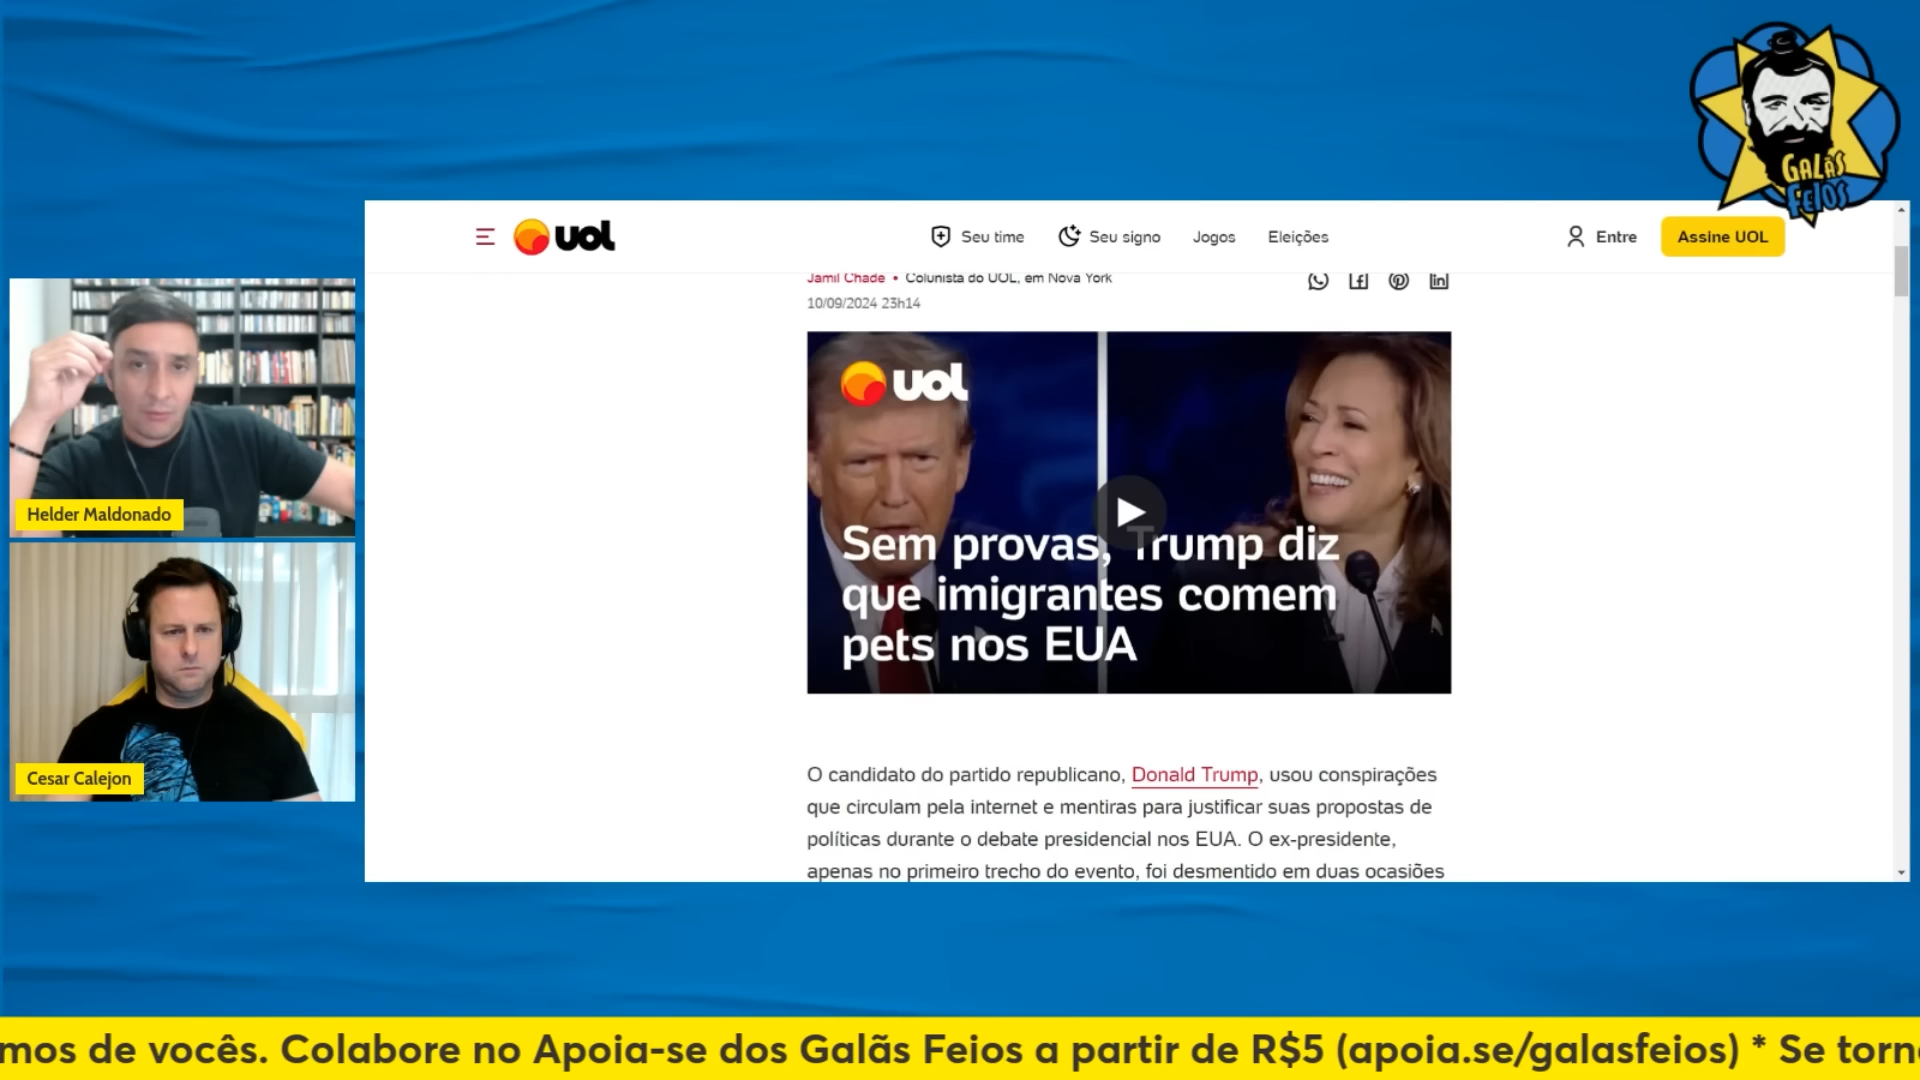 GALÃS
FEIOS
uol
Seu time
Seu signo
Jogos
Eleições
Entre
Assine UOL
Jamil Chade • Colunista do UOL, em Nova York
10/09/2024 23h14
uol
Sem provas, Trump diz
que imigrantes comem
pets nos EUA
Helder Maldonado
Cesar Calejon
O candidato do partido republicano, Donald Trump, usou conspirações
que circulam pela internet e mentiras para justificar suas propostas de
políticas durante o debate presidencial nos EUA. O ex-presidente,
apenas no primeiro trecho do evento, foi desmentido em duas ocasiões
mos de vocês. Colabore no Apoia-se dos Galãs Feios a partir de R$5 (apoia.se/galasfeios) * Se torn